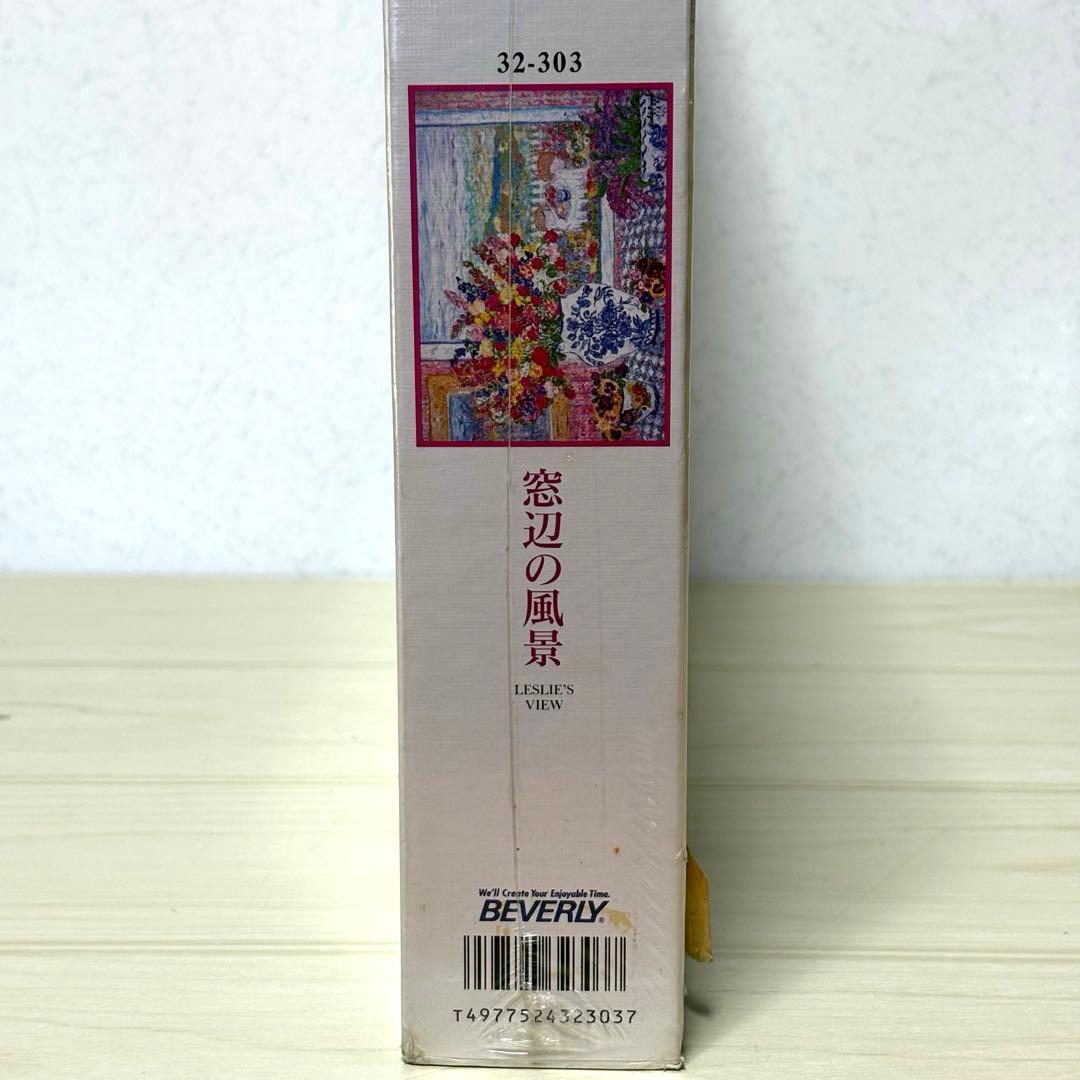 32-303
窓辺の風景
LESLIE'S
VIEW
We'll Create Your Enjoyable Time.
BEVERLY®
T4977524323037